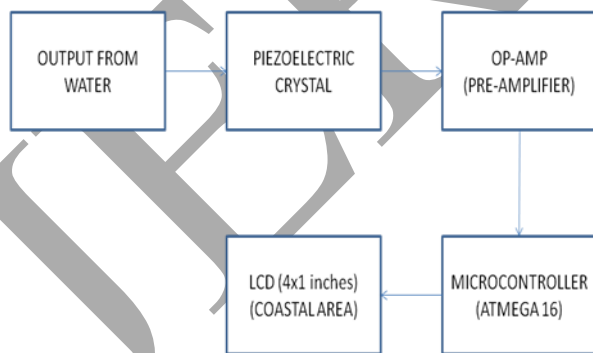 OUTPUT FROM
WATER
PIEZOELECTRIC
CRYSTAL
OP-AMP
(PRE-AMPLIFIER)
LCD (4x1 inches)
(COASTAL AREA)
MICROCONTROLLER
(ATMEGA 16)